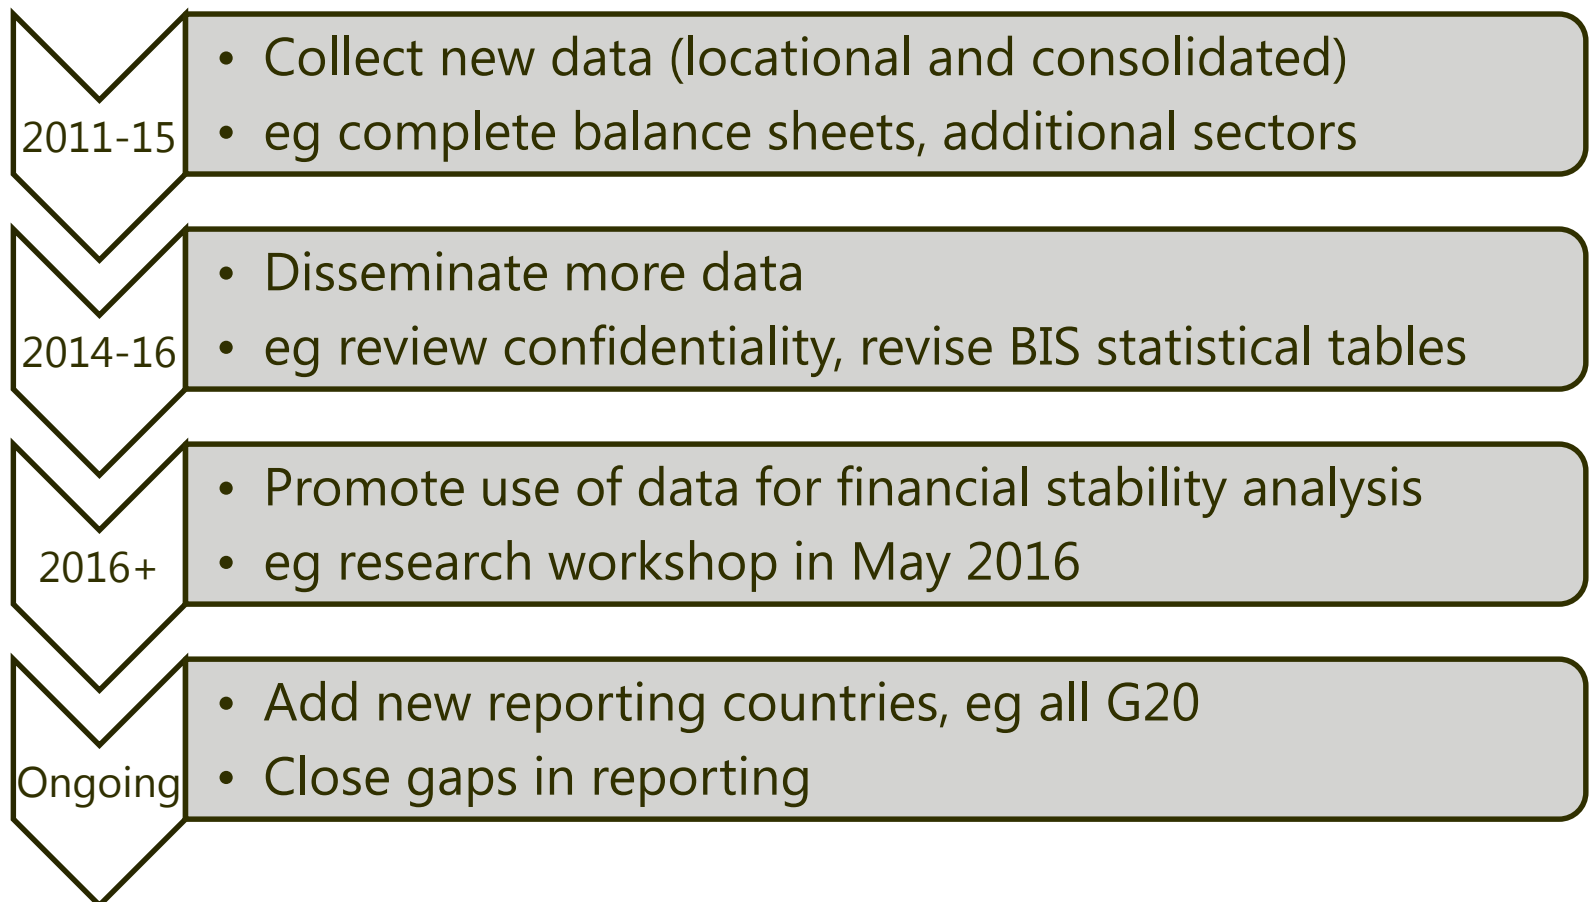 2011-15
• Collect new data (locational and consolidated)
• eg complete balance sheets, additional sectors
2014-16
• Disseminate more data
• eg review confidentiality, revise BIS statistical tables
2016+
• Promote use of data for financial stability analysis
• eg research workshop in May 2016
Ongoing
• Add new reporting countries, eg all G20
• Close gaps in reporting